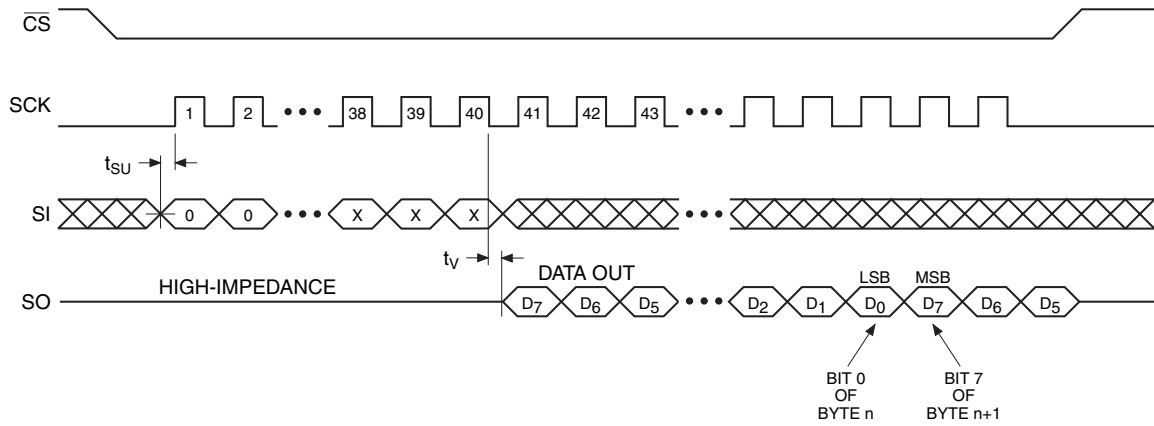 CS
SCK
1 2 ••• 38 39 40 41 42 43 •••
tSU
SI
0 0 ••• X X X •••
tV
DATA OUT
HIGH-IMPEDANCE
LSB MSB
SO
D7 D6 D5 ••• D2 D1 D0 D7 D6 D5
BIT 0
OF
BYTE n
BIT 7
OF
BYTE n+1